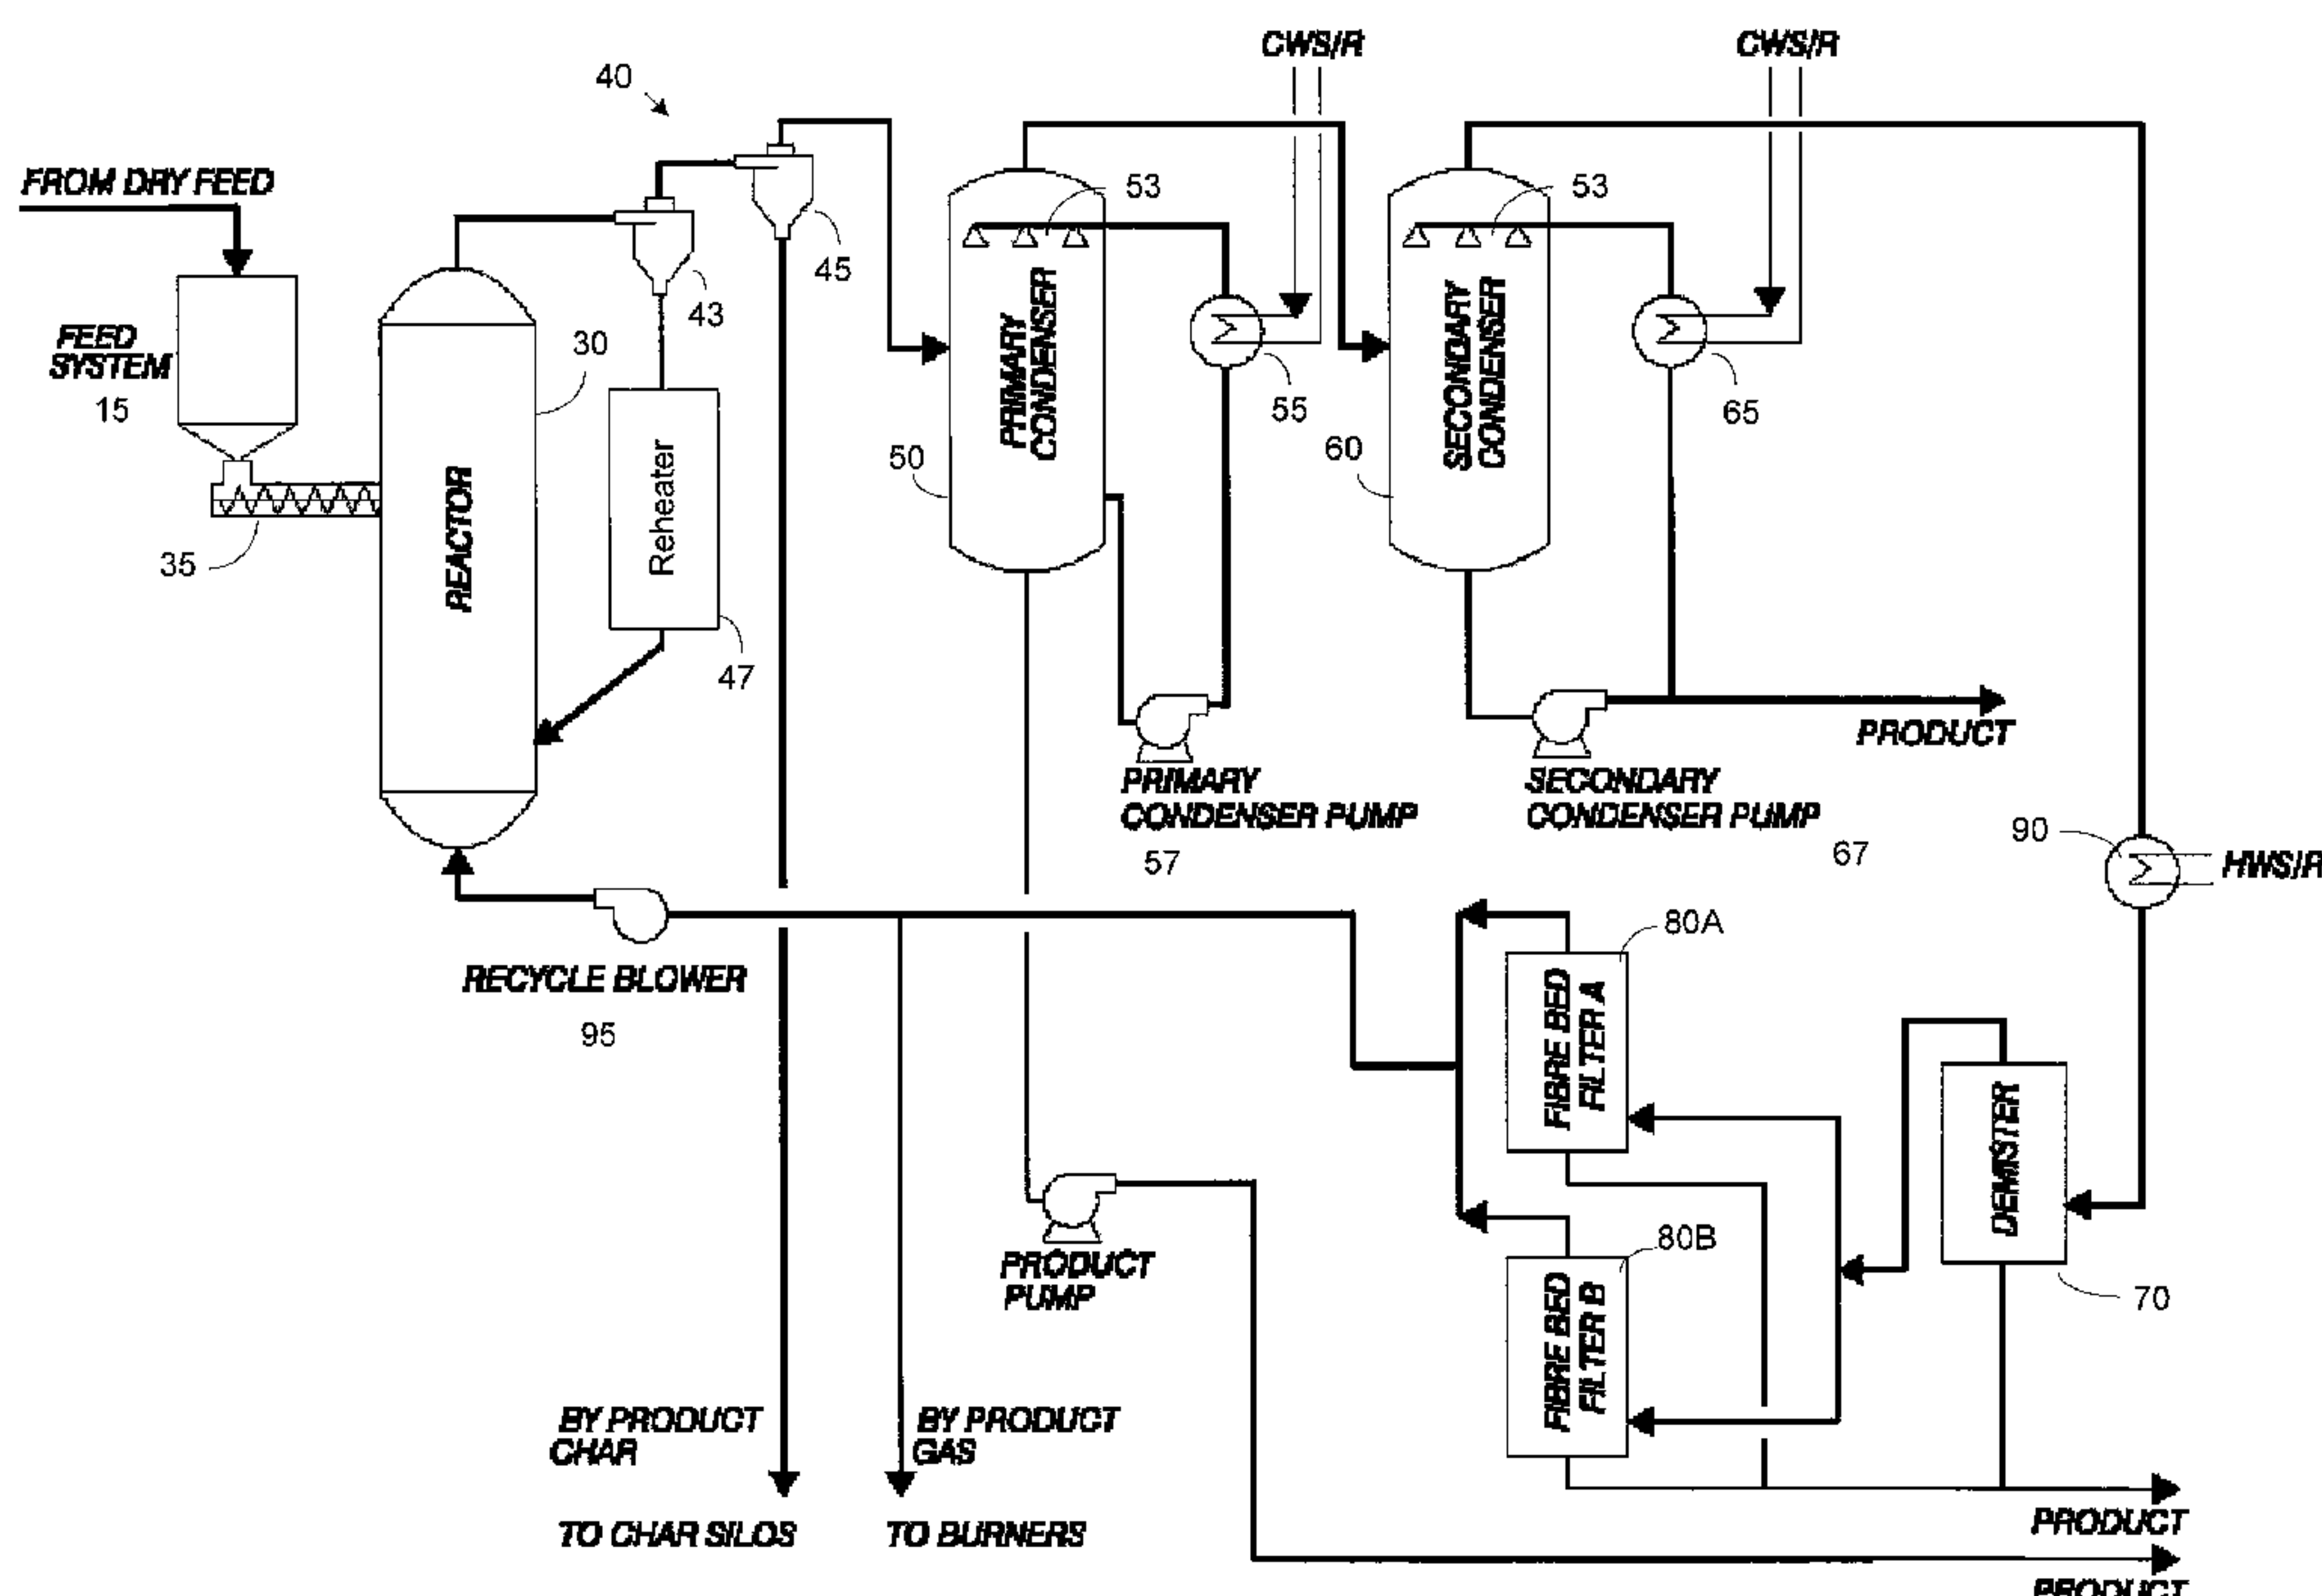 CWS/R
CWS/R
40
FROM DRY FEED
53
53
45
43
FEED
SYSTEM
15
30
PRIMARY
CONDENSER
SECONDARY
CONDENSER
55
65
50
60
REACTOR
Reheater
35
47
PRODUCT
PRIMARY
CONDENSER PUMP
57
SECONDARY
CONDENSER PUMP
67
90
HWS/R
80A
FIBRE BED
FILTER A
RECYCLE BLOWER
95
DEMISTER
70
80B
FIBRE BED
FILTER B
PRODUCT
PUMP
BY PRODUCT
CHAR
BY PRODUCT
GAS
TO CHAR SILOS
TO BURNERS
PRODUCT
PRODUCT